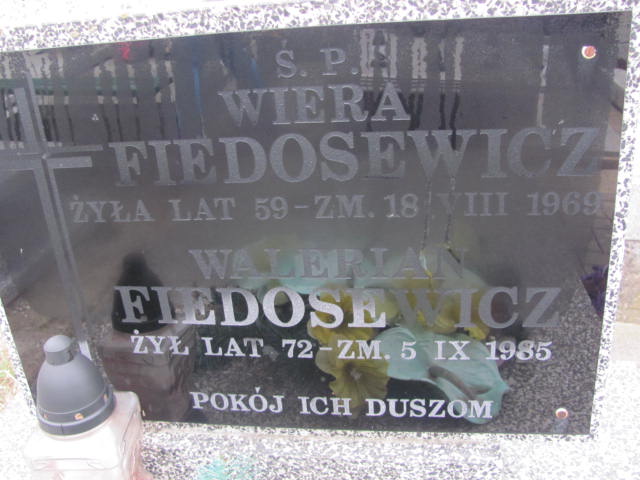 Ś. P.
WIERA
FIEDOSEWICZ
ŻYŁA LAT 59 – ZM. 18 VIII 1969
WALERIAN
FIEDOSEWICZ
ŻYŁ LAT 72 – ZM. 5 IX 1985
POKÓJ ICH DUSZOM